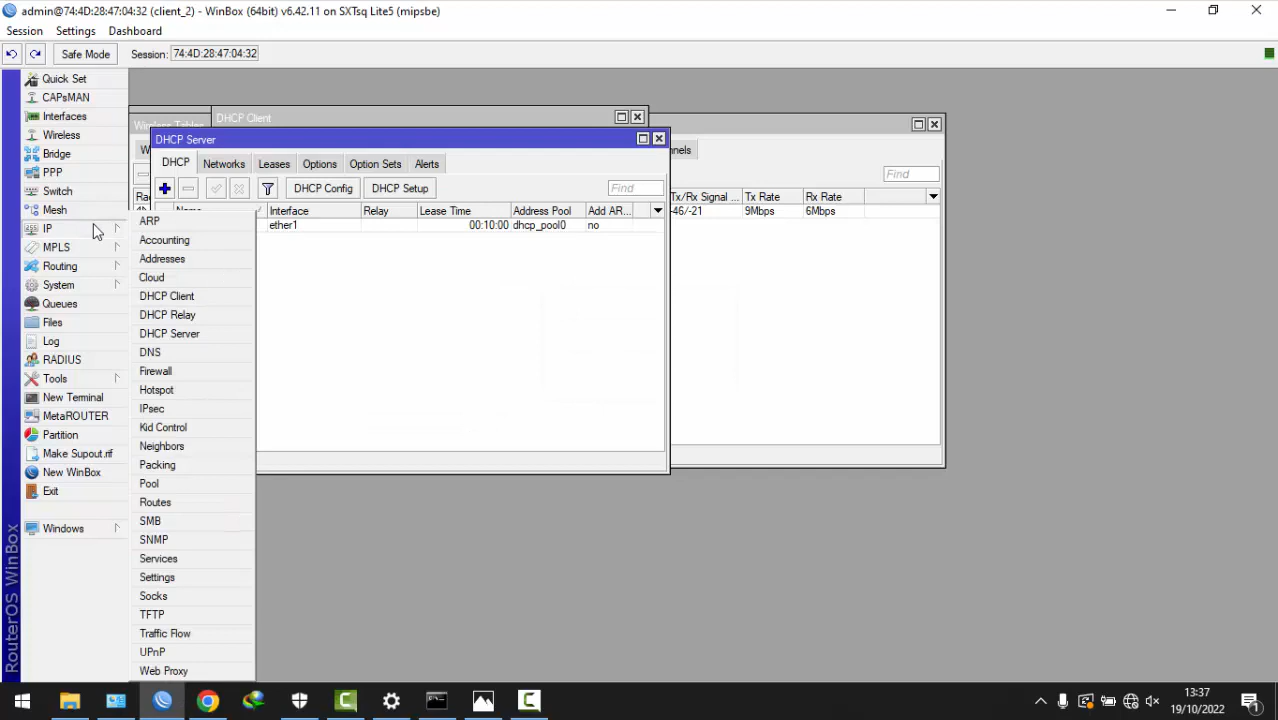 admin@74:4D:28:47:04:32 (client_2) - WinBox (64bit) v6.42.11 on SXTsq Lite5 (mipsbe)
Session Settings Dashboard
Safe Mode Session: 74:4D:28:47:04:32
Quick Set
CAPsMAN
Interfaces
Wireless
Bridge
PPP
Switch
Mesh
IP
MPLS
Routing
System
Queues
Files
Log
RADIUS
Tools
New Terminal
MetaROUTER
Partition
Make Supout.rif
New WinBox
Exit
Windows
RouterOS WinBox
Wireless Tables
DHCP Client
DHCP Server
DHCP Networks Leases Options Option Sets Alerts
DHCP Config DHCP Setup Find
Name Interface Relay Lease Time Address Pool Add AR...
ether1 00:10:00 dhcp_pool0 no
Find
Tx/Rx Signal ... Tx Rate Rx Rate
-46/-21 9Mbps 6Mbps
ARP
Accounting
Addresses
Cloud
DHCP Client
DHCP Relay
DHCP Server
DNS
Firewall
Hotspot
IPsec
Kid Control
Neighbors
Packing
Pool
Routes
SMB
SNMP
Services
Settings
Socks
TFTP
Traffic Flow
UPnP
Web Proxy
13:37
19/10/2022
1